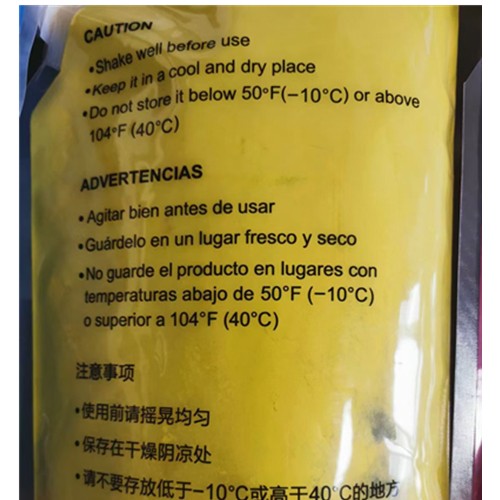 CAUTION
•Shake well before use
•Keep it in a cool and dry place
•Do not store it below 50°F(−10°C) or above
104°F (40°C)
ADVERTENCIAS
•Agitar bien antes de usar
•Guárdelo en un lugar fresco y seco
•No guarde el producto en lugares con
temperaturas abajo de 50°F (−10°C)
o superior a 104°F (40°C)
注意事项
•使用前请摇晃均匀
•保存在干燥阴凉处
•请不要存放低于−10°C或高于40°C的地方